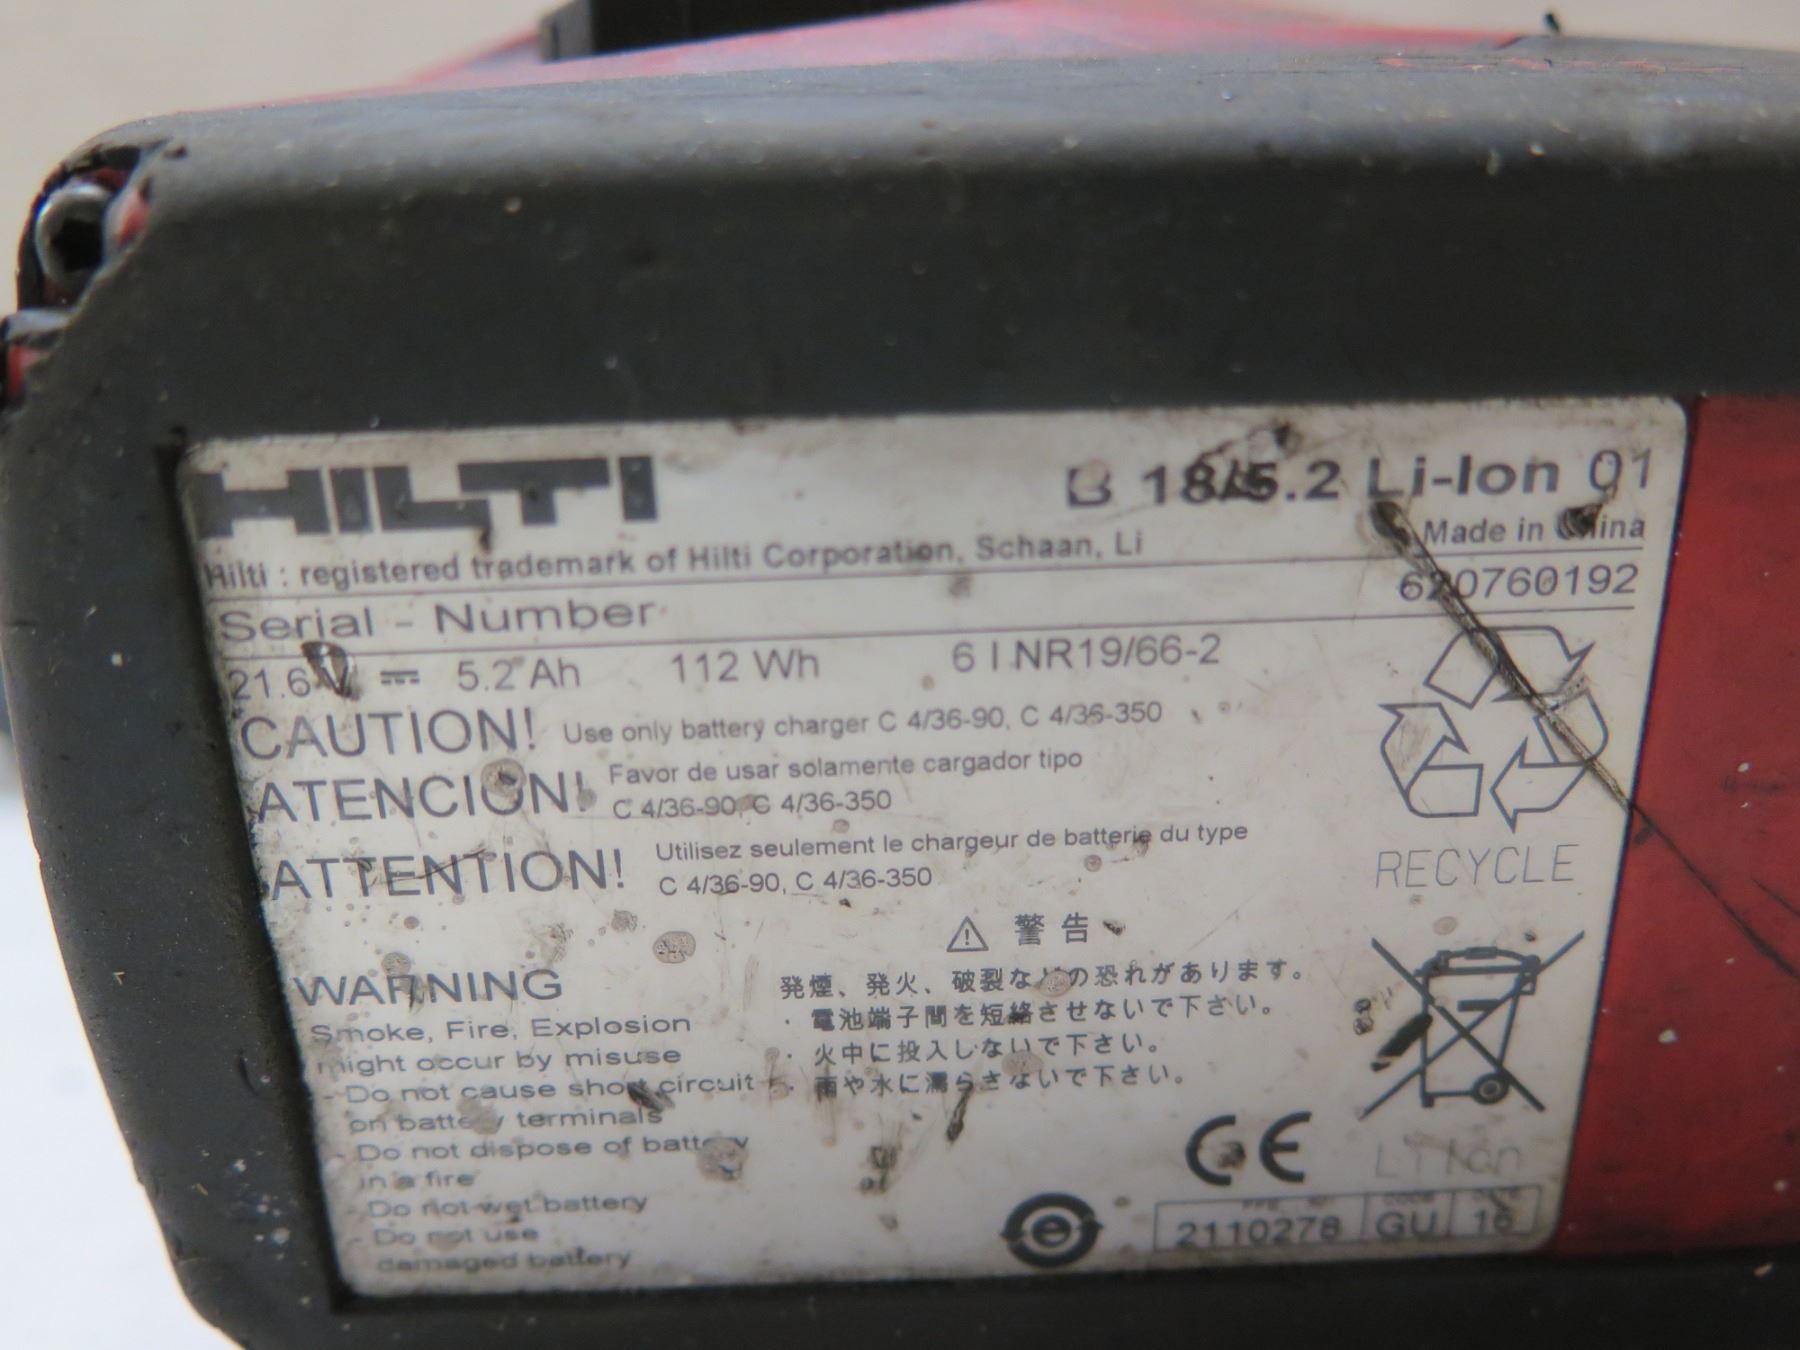 HILTI
B 18/5.2 Li-Ion 01
Hilti : registered trademark of Hilti Corporation, Schaan, Li
Made in China
Serial - Number
620760192
21.6 V ⎓ 5.2 Ah 112 Wh 6 I NR19/66-2
CAUTION! Use only battery charger C 4/36-90, C 4/36-350
ATENCIÓN! Favor de usar solamente cargador tipo
C 4/36-90, C 4/36-350
ATTENTION! Utilisez seulement le chargeur de batterie du type
C 4/36-90, C 4/36-350
RECYCLE
WARNING
Smoke, Fire, Explosion
might occur by misuse
- Do not cause short circuit
on battery terminals
- Do not dispose of battery
in a fire
- Do not wet battery
- Do not use
damaged battery
警告
発煙、発火、破裂などの恐れがあります。
・電池端子間を短絡させないで下さい。
・火中に投入しないで下さい。
・雨や水に濡らさないで下さい。
CE
Li Ion
e
2110278 GU 16